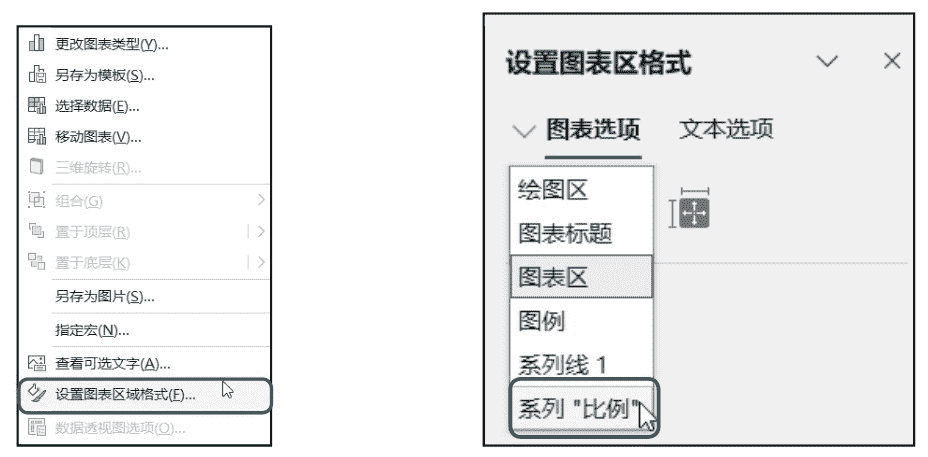 更改图表类型(Y)...
另存为模板(S)...
选择数据(E)...
移动图表(V)...
三维旋转(R)...
组合(G)
置于顶层(R)
置于底层(K)
另存为图片(S)...
指定宏(N)...
查看可选文字(A)...
设置图表区域格式(F)...
数据透视图选项(O)...
设置图表区格式
图表选项 文本选项
绘图区
图表标题
图表区
图例
系列线 1
系列 "比例"